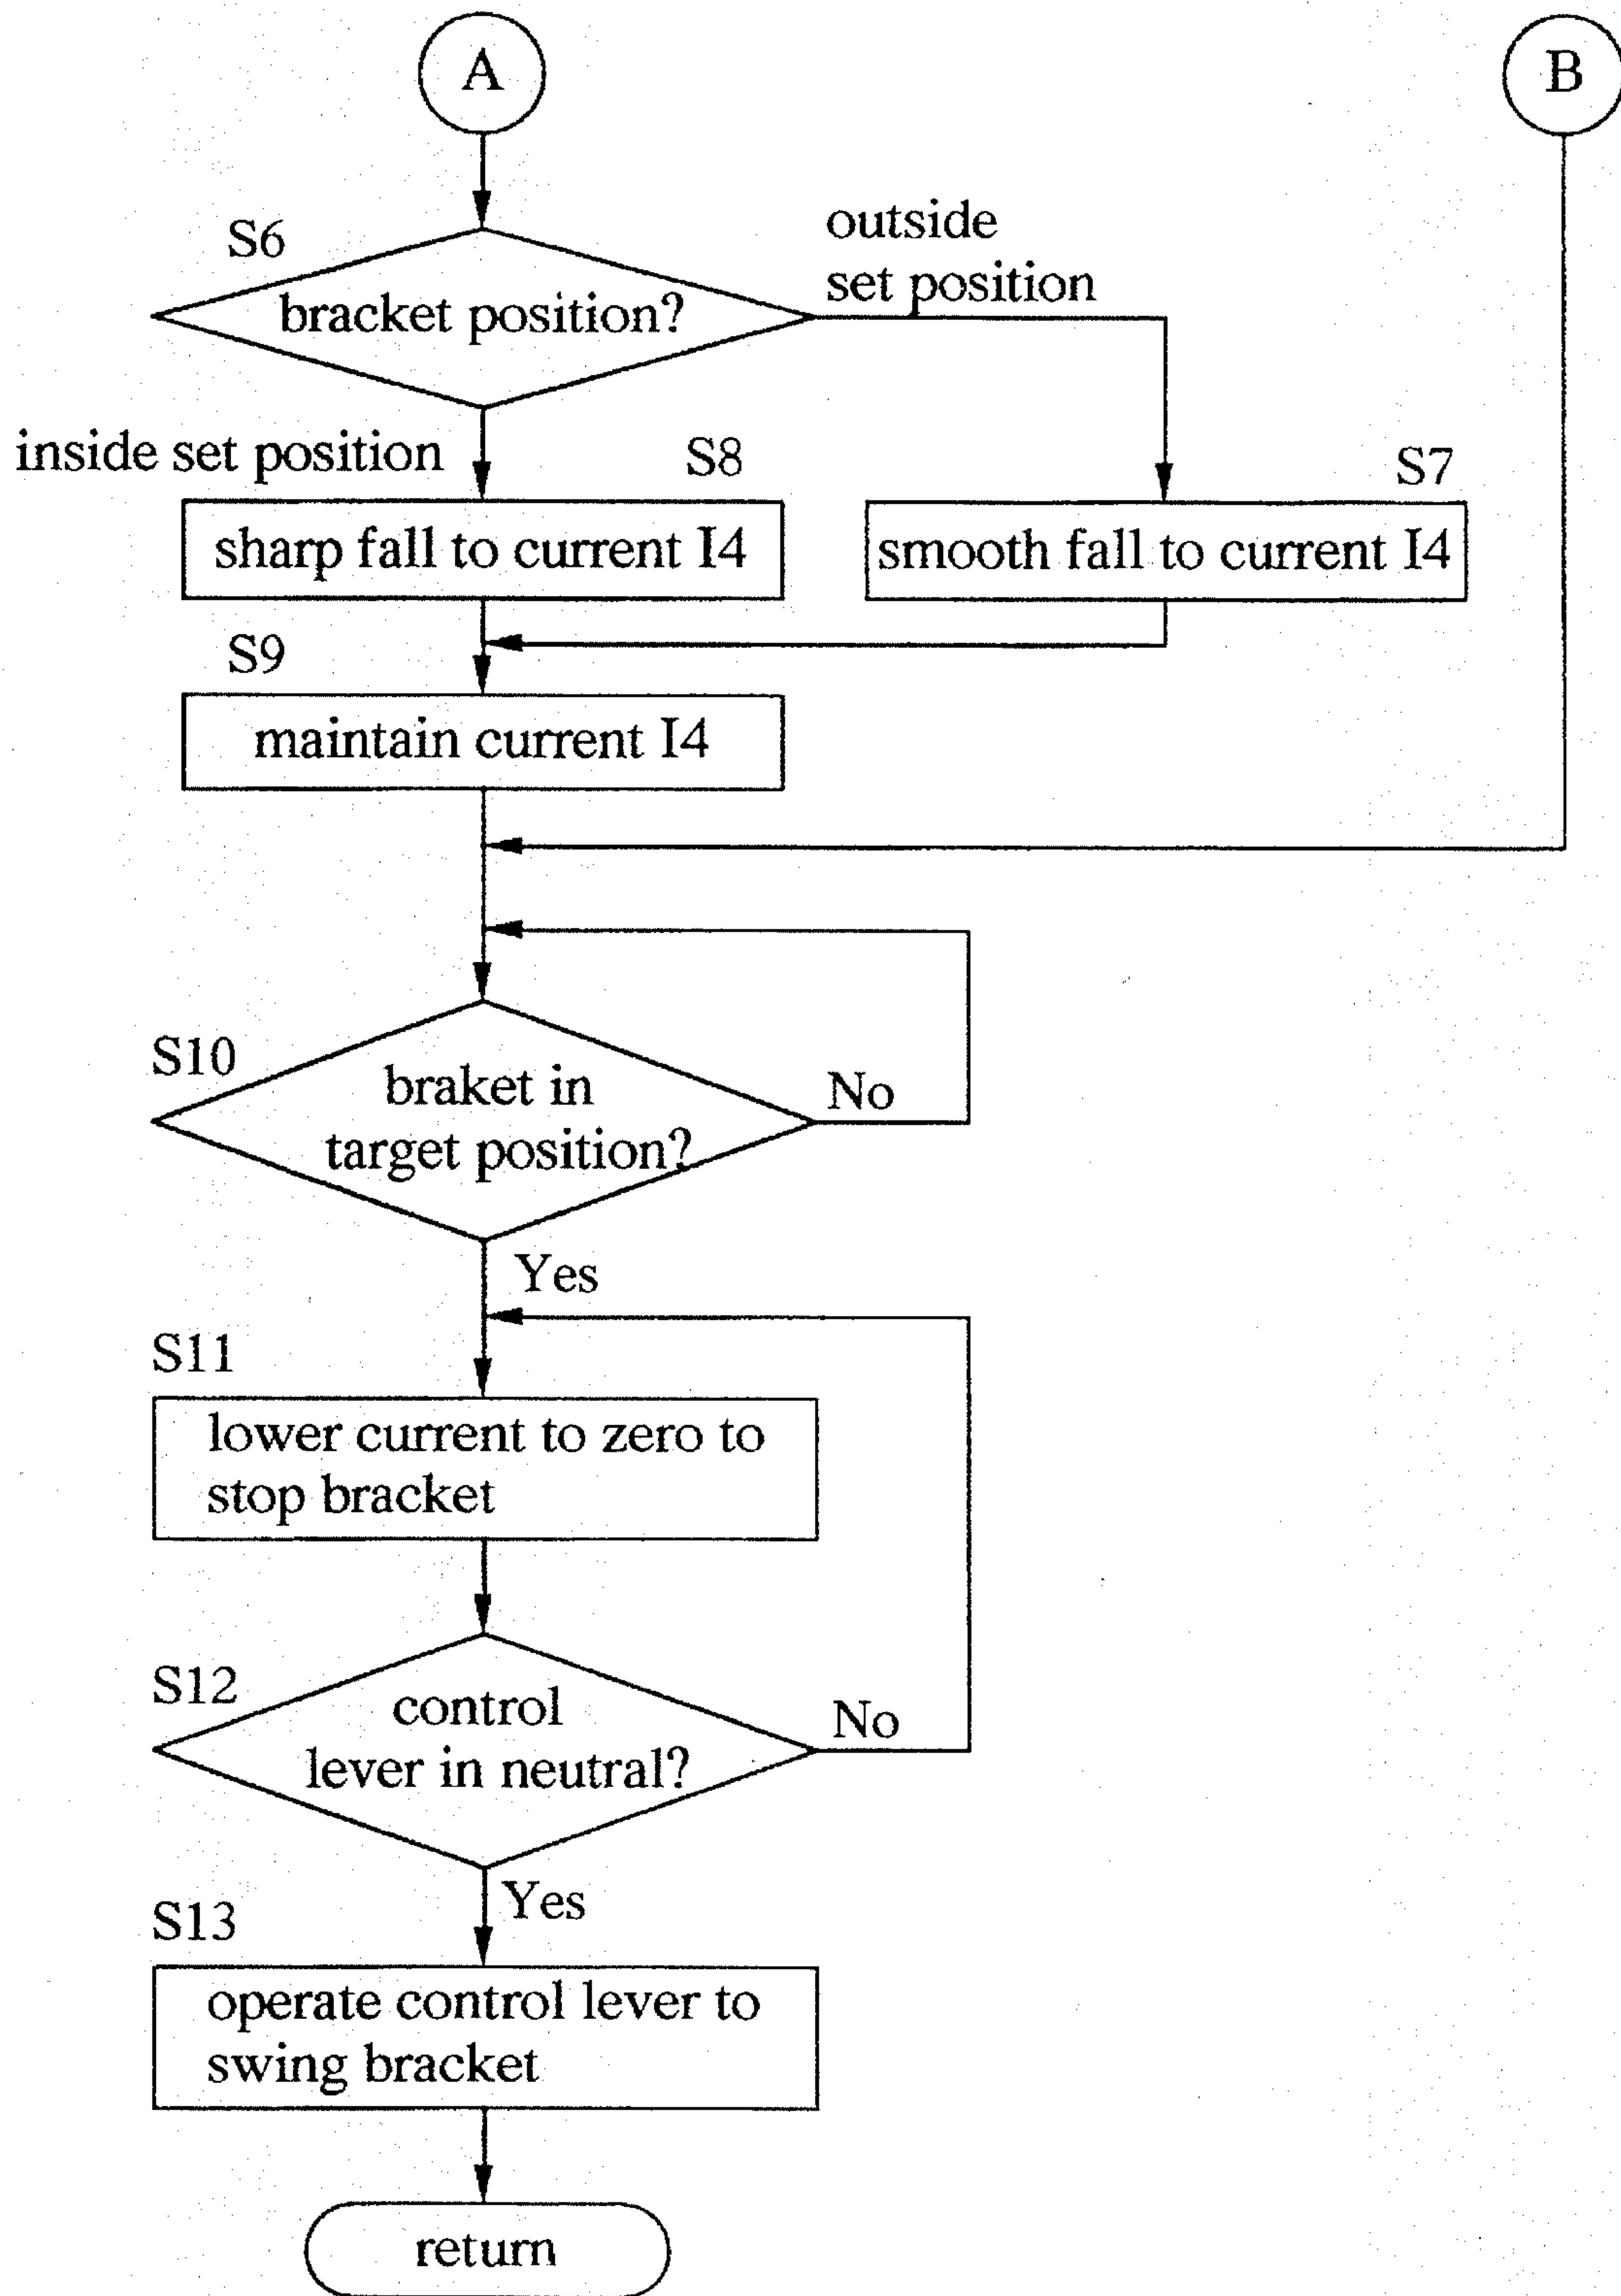 A
B
S6
bracket position?
outside
set position
inside set position
S8
S7
sharp fall to current I4
smooth fall to current I4
S9
maintain current I4
S10
braket in
target position?
No
Yes
S11
lower current to zero to
stop bracket
S12
control
lever in neutral?
No
Yes
S13
operate control lever to
swing bracket
return